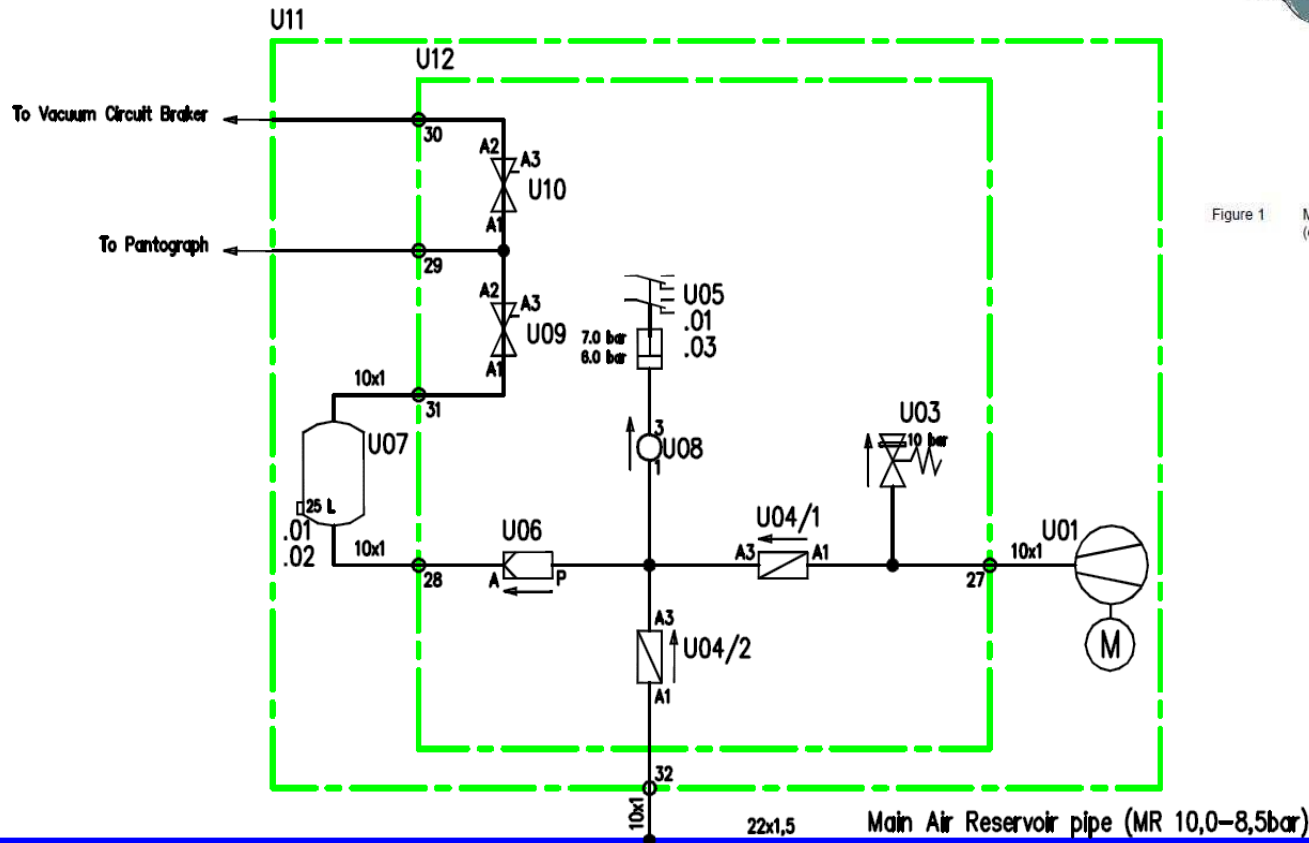 U11
U12
To Vacuum Circuit Braker
30
A2
A3
U10
A1
To Pantograph
29
Figure 1
A2
A3
U09
A1
U05
.01
.03
7.0 bar
6.0 bar
10x1
31
U07
25 L
.01
.02
10x1
28
3
U08
1
U03
10 bar
U06
A
P
U04/1
A3
A1
27
10x1
U01
M
A3
U04/2
A1
32
10x1
22x1,5
Main Air Reservoir pipe (MR 10,0-8,5bar)